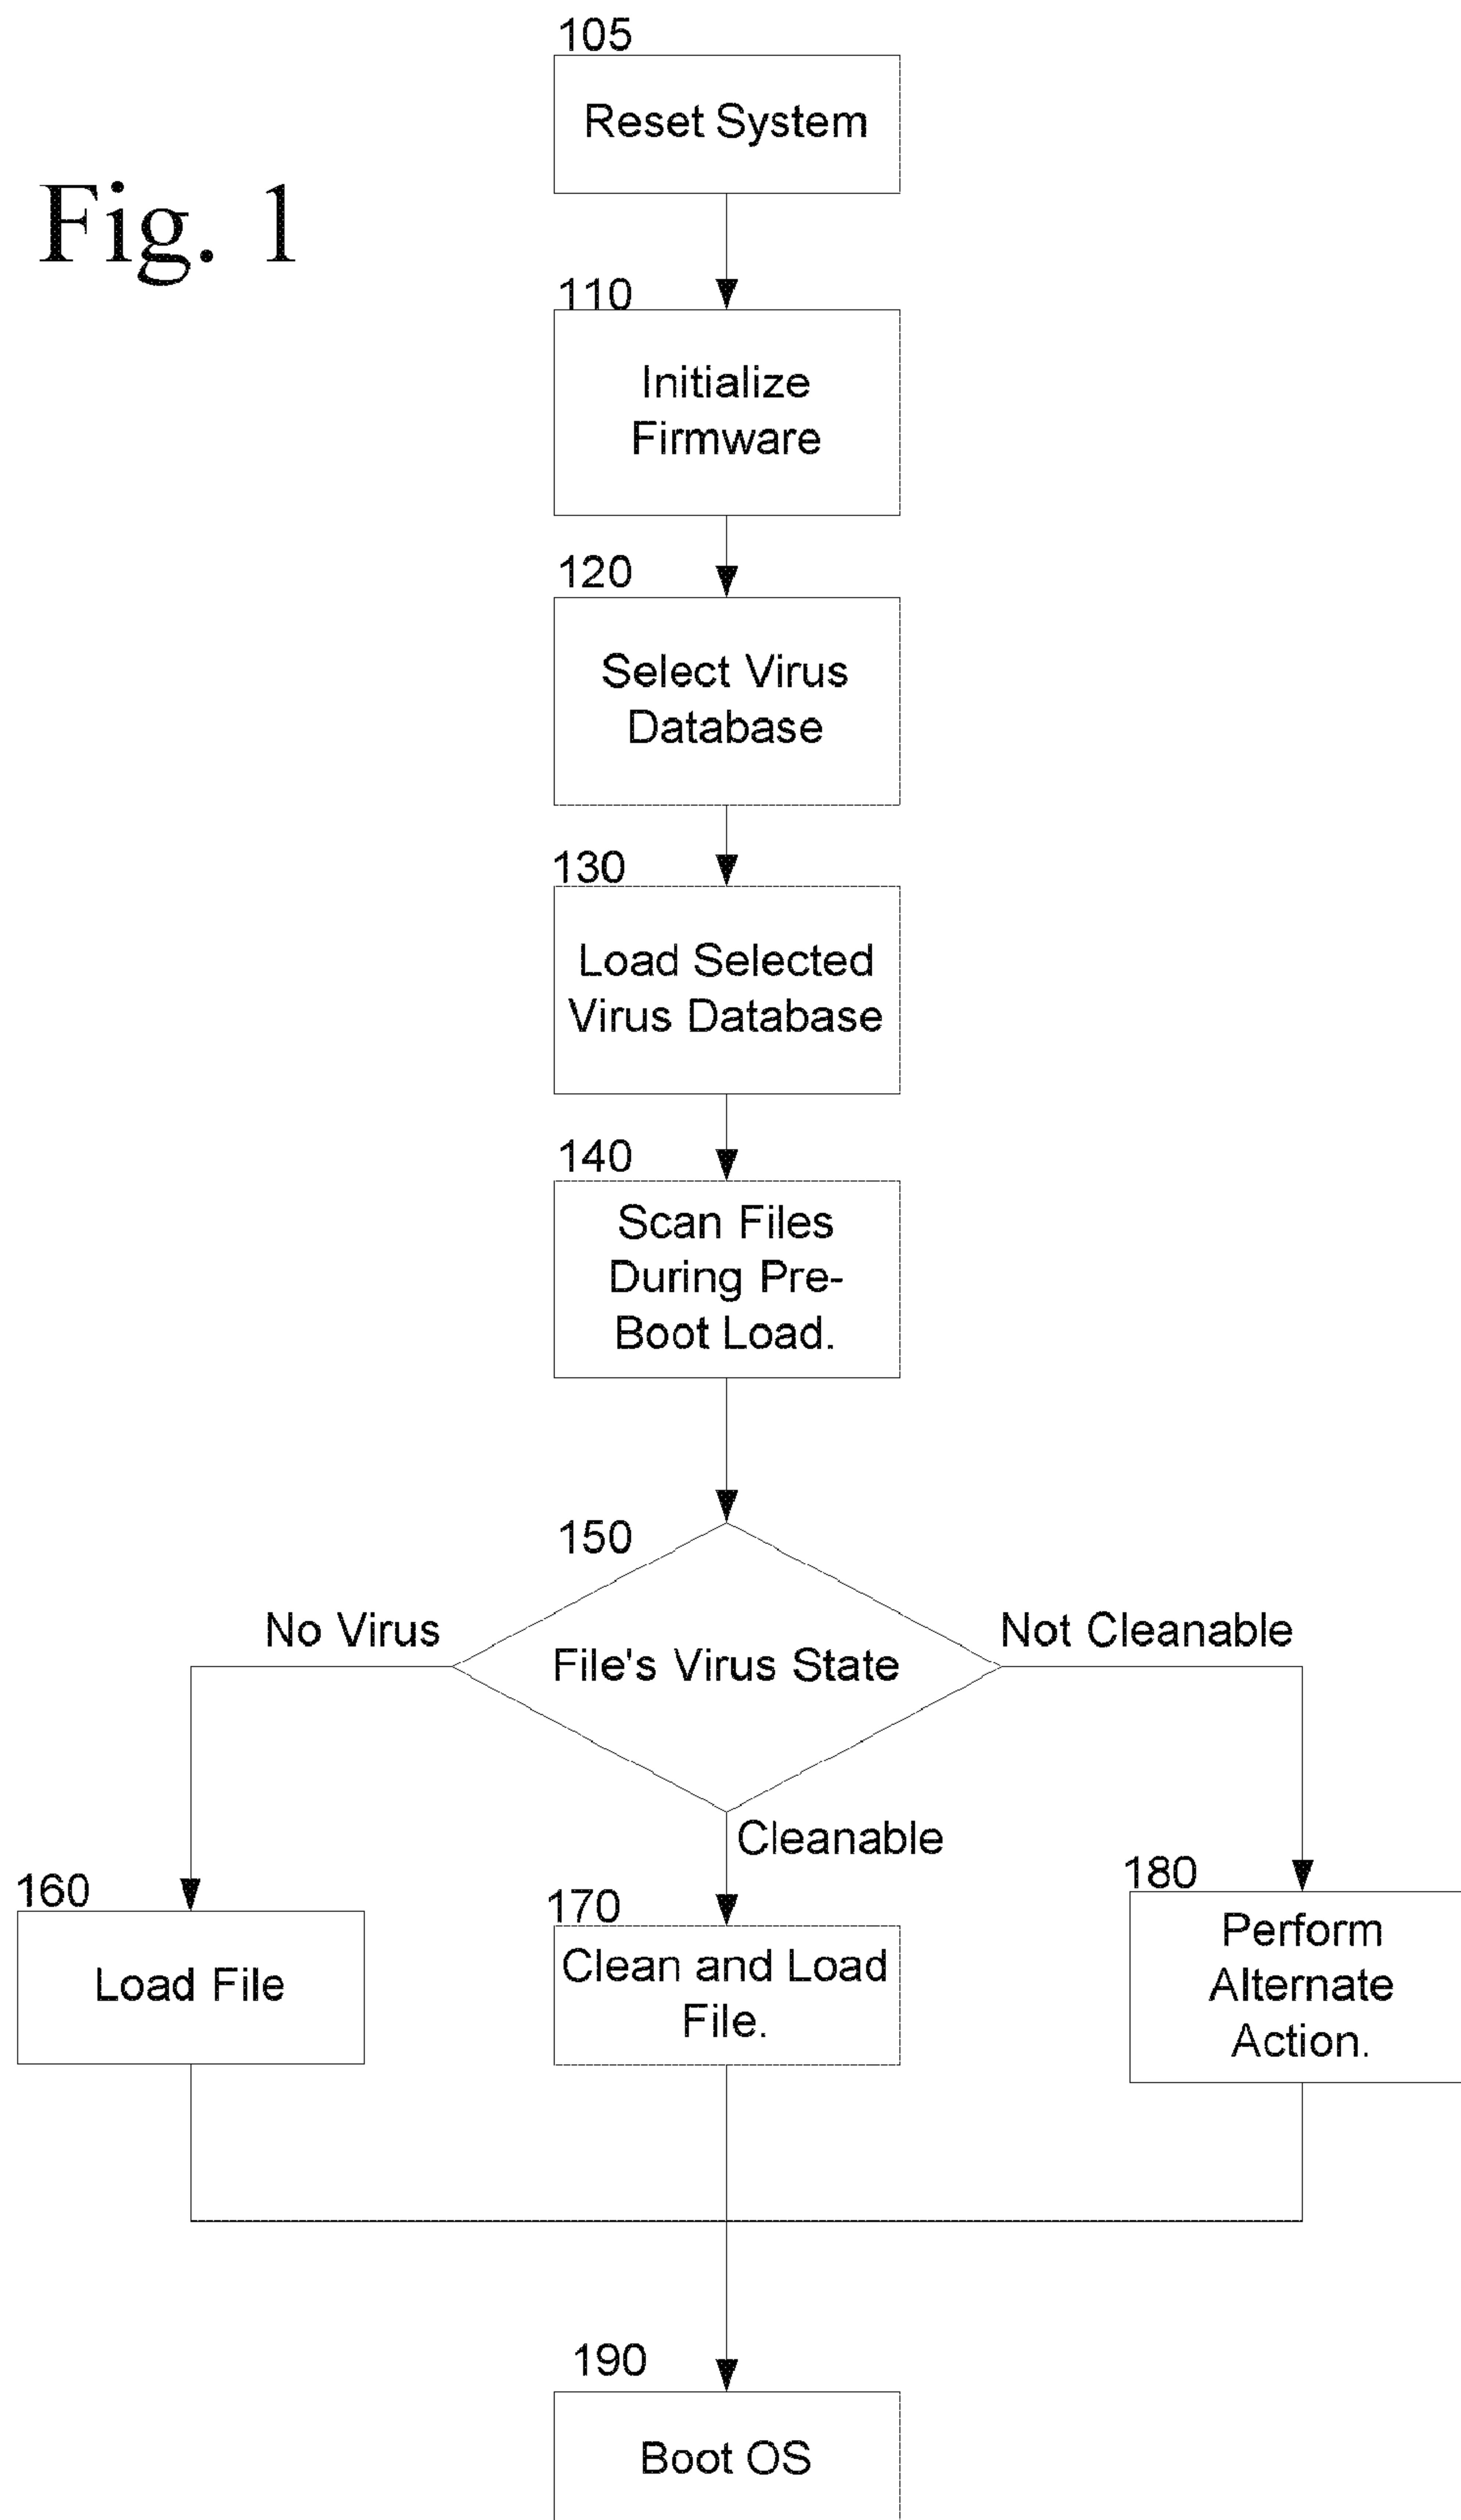 105
Reset System
Fig. 1
110
Initialize
Firmware
120
Select Virus
Database
130
Load Selected
Virus Database
140
Scan Files
During Pre-
Boot Load.
150
No Virus
File's Virus State
Not Cleanable
Cleanable
160
Load File
170
Clean and Load
File.
180
Perform
Alternate
Action.
190
Boot OS